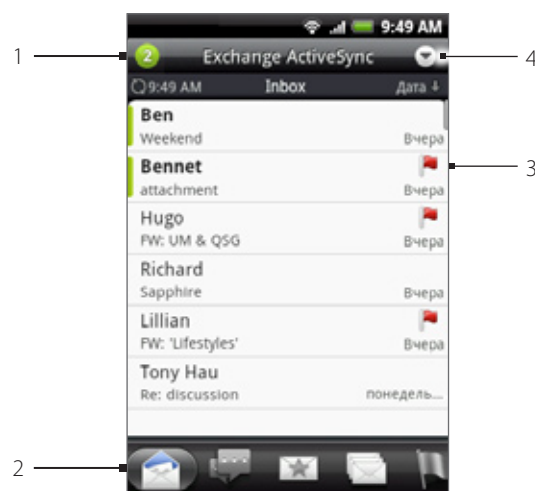 9:49 AM
1
2 Exchange ActiveSync
4
9:49 AM Inbox Дата ↓
Ben
Weekend Вчера
Bennet
3
attachment Вчера
Hugo
FW: UM & QSG Вчера
Richard
Sapphire Вчера
Lillian
FW: 'Lifestyles' Вчера
Tony Hau
Re: discussion понедель...
2